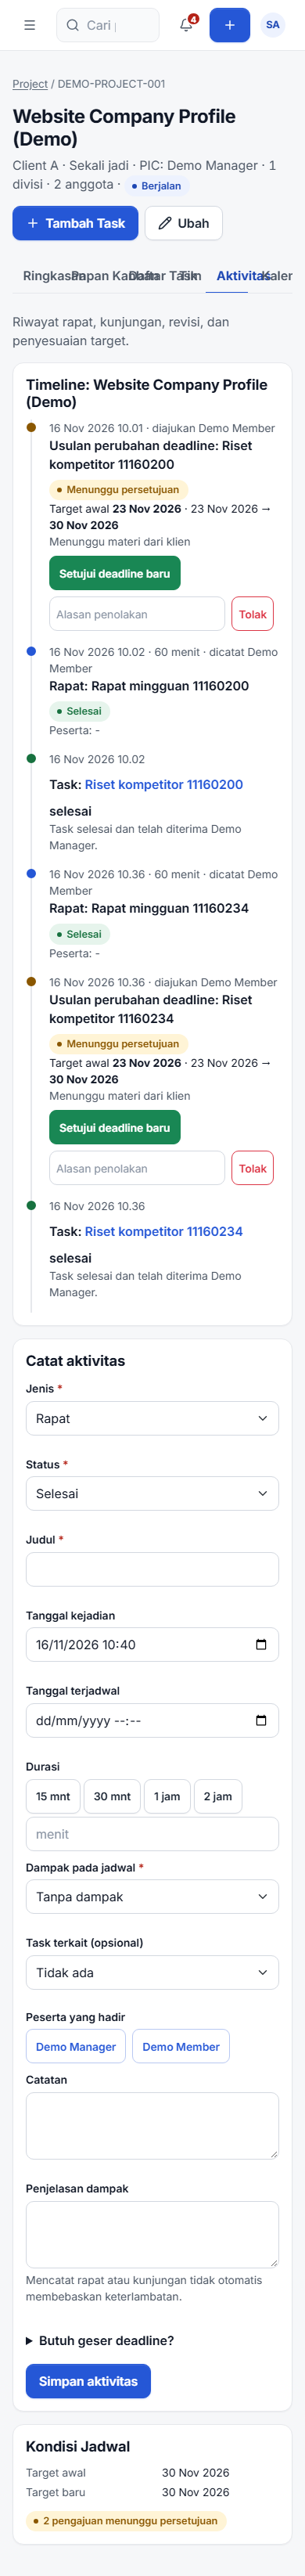 Cari
4
SA
Project / DEMO-PROJECT-001
Website Company Profile
(Demo)
Client A · Sekali jadi · PIC: Demo Manager · 1
divisi · 2 anggota · Berjalan
+ Tambah Task
Ubah
Ringkasan Papan Kanban Daftar Task Tim Aktivitas Kalender
Riwayat rapat, kunjungan, revisi, dan
penyesuaian target.
Timeline: Website Company Profile
(Demo)
16 Nov 2026 10.01 · diajukan Demo Member
Usulan perubahan deadline: Riset
kompetitor 11160200
Menunggu persetujuan
Target awal 23 Nov 2026 · 23 Nov 2026 →
30 Nov 2026
Menunggu materi dari klien
Setujui deadline baru
Alasan penolakan
Tolak
16 Nov 2026 10.02 · 60 menit · dicatat Demo
Member
Rapat: Rapat mingguan 11160200
Selesai
Peserta: -
16 Nov 2026 10.02
Task: Riset kompetitor 11160200
selesai
Task selesai dan telah diterima Demo
Manager.
16 Nov 2026 10.36 · 60 menit · dicatat Demo
Member
Rapat: Rapat mingguan 11160234
Selesai
Peserta: -
16 Nov 2026 10.36 · diajukan Demo Member
Usulan perubahan deadline: Riset
kompetitor 11160234
Menunggu persetujuan
Target awal 23 Nov 2026 · 23 Nov 2026 →
30 Nov 2026
Menunggu materi dari klien
Setujui deadline baru
Alasan penolakan
Tolak
16 Nov 2026 10.36
Task: Riset kompetitor 11160234
selesai
Task selesai dan telah diterima Demo
Manager.
Catat aktivitas
Jenis *
Rapat
Status *
Selesai
Judul *
Tanggal kejadian
16/11/2026 10:40
Tanggal terjadwal
dd/mm/yyyy --:--
Durasi
15 mnt 30 mnt 1 jam 2 jam
menit
Dampak pada jadwal *
Tanpa dampak
Task terkait (opsional)
Tidak ada
Peserta yang hadir
Demo Manager Demo Member
Catatan
Penjelasan dampak
Mencatat rapat atau kunjungan tidak otomatis
membebaskan keterlambatan.
Butuh geser deadline?
Simpan aktivitas
Kondisi Jadwal
Target awal 30 Nov 2026
Target baru 30 Nov 2026
2 pengajuan menunggu persetujuan